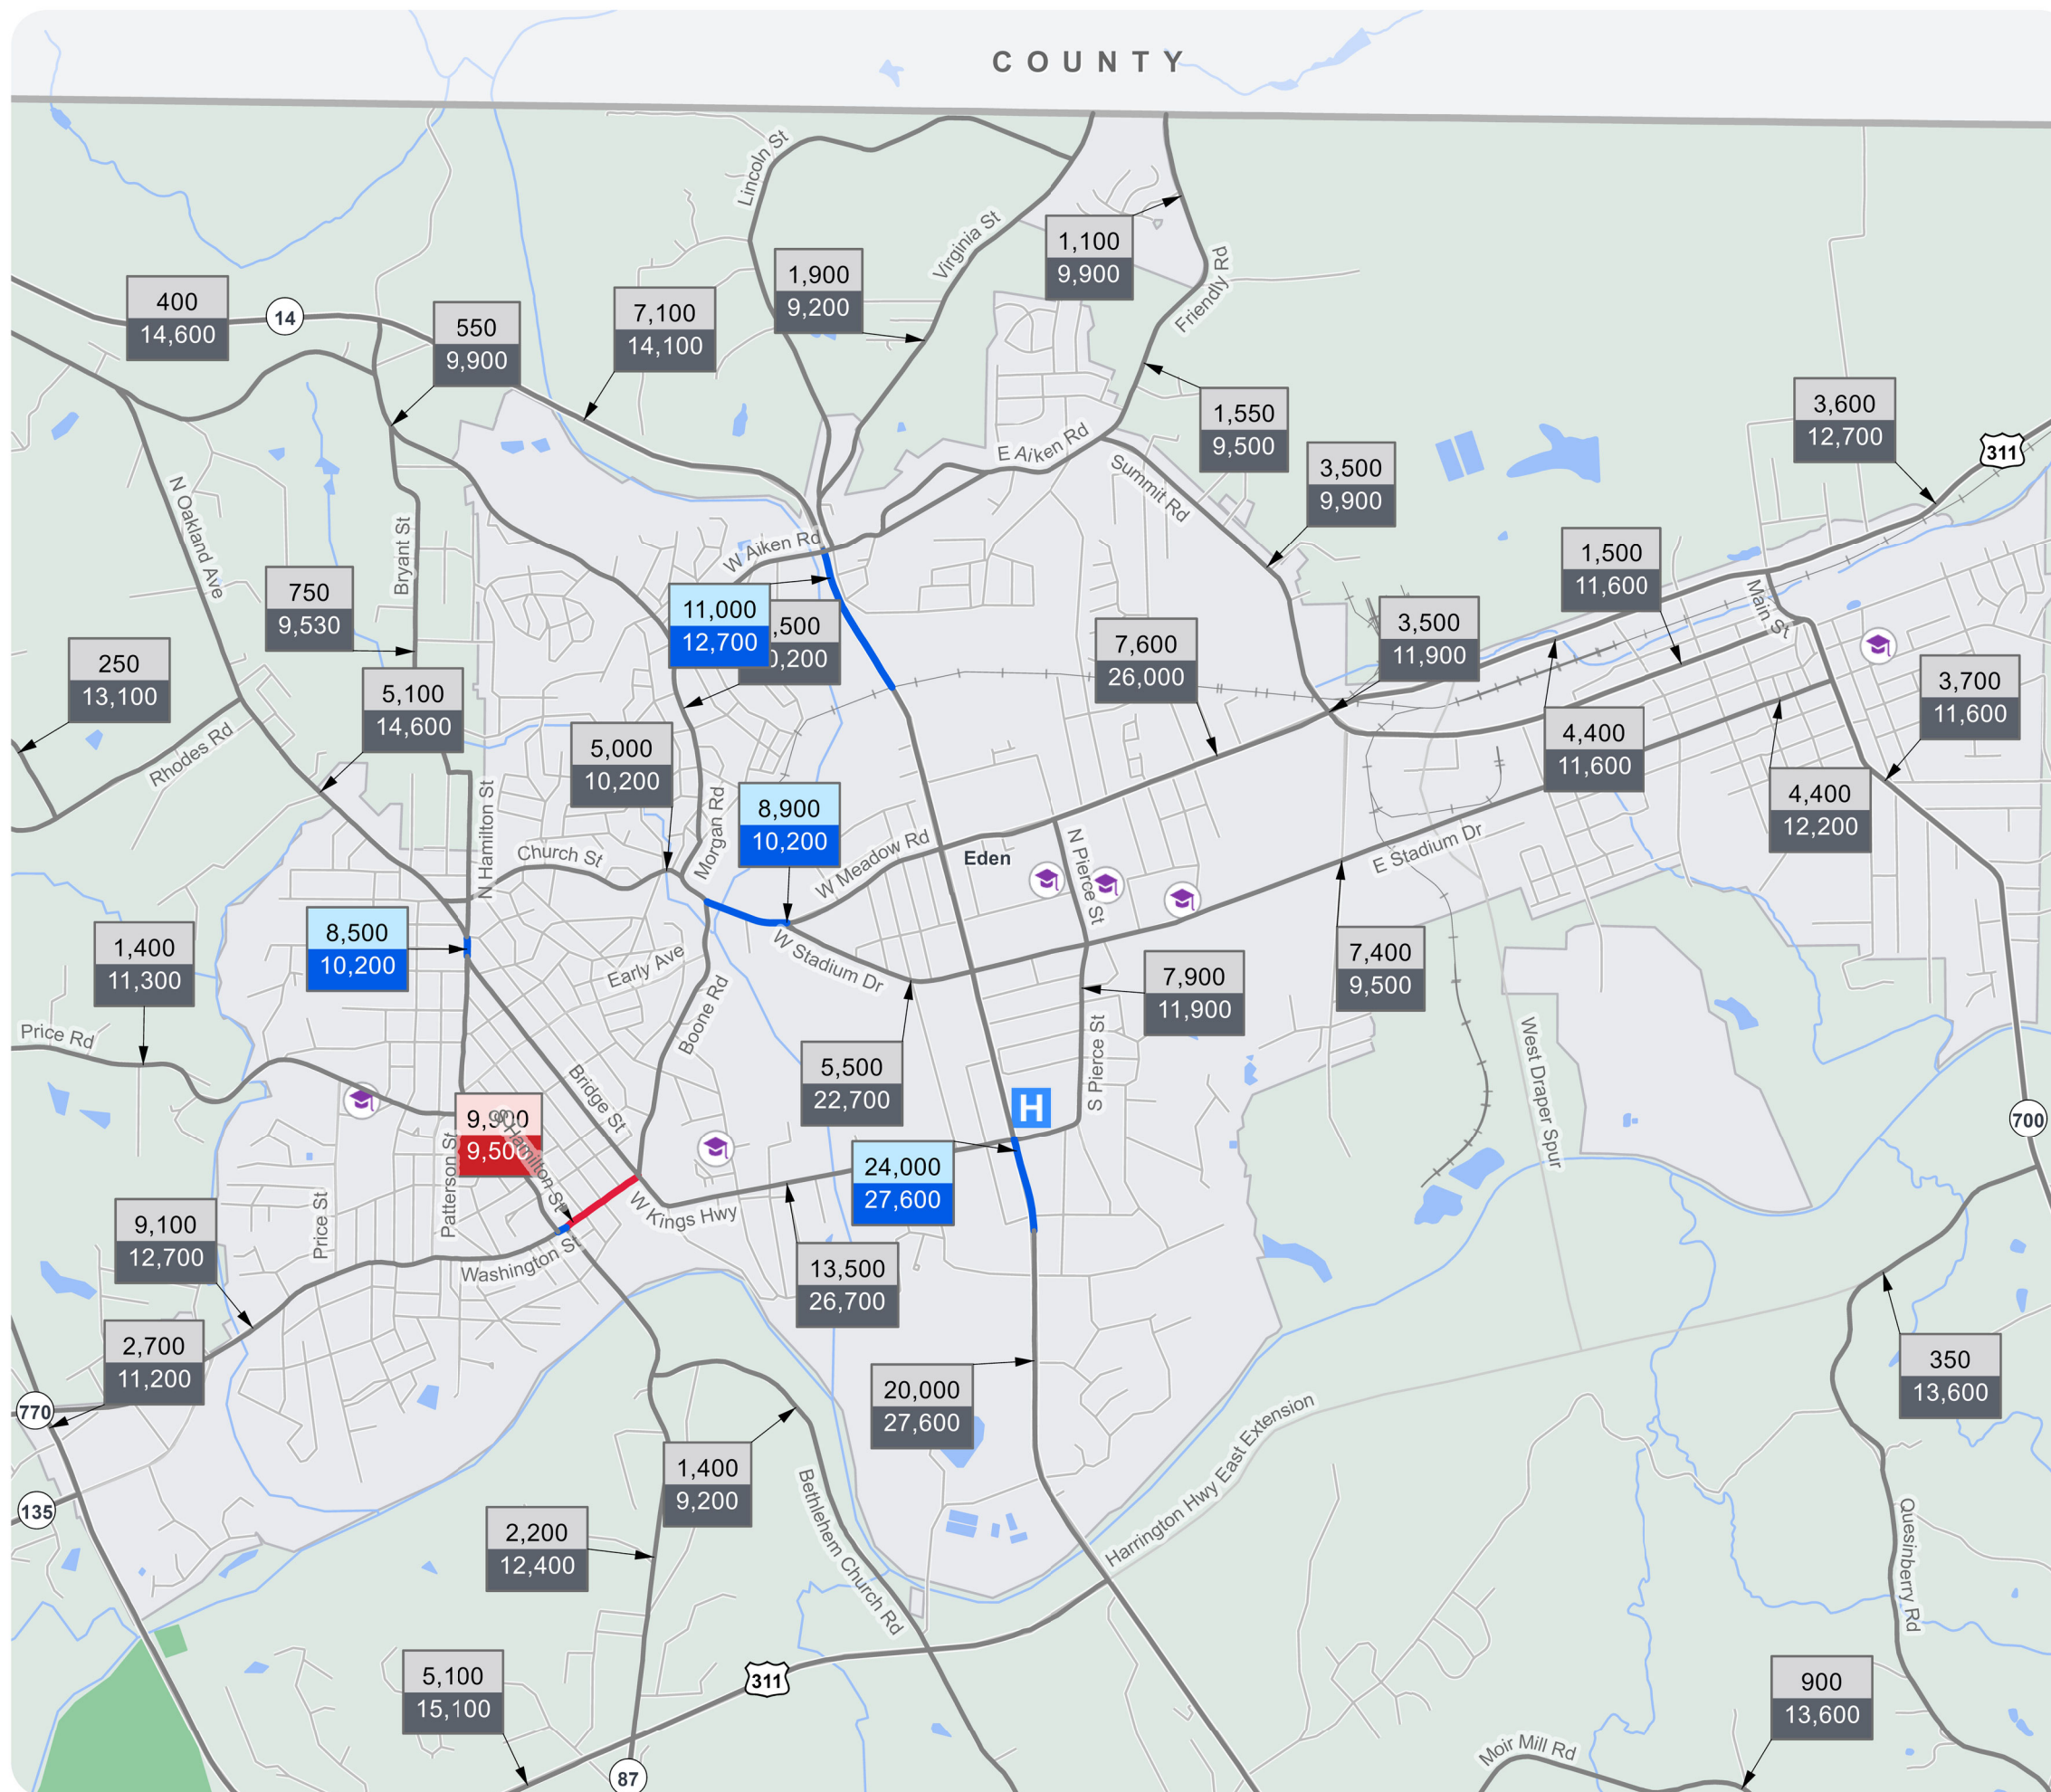 COUNTY
Lincoln St
Virginia St
1,100
9,900
Friendly Rd
1,900
9,200
400
14,600
14
550
9,900
7,100
14,100
1,550
9,500
3,600
12,700
311
E Aiken Rd
Summit Rd
3,500
9,900
N Oakland Ave
Bryant St
W Aiken Rd
1,500
11,600
750
9,530
11,000
12,700
,500
,200
Main St
3,500
11,900
7,600
26,000
250
13,100
5,100
14,600
3,700
11,600
Rhodes Rd
5,000
10,200
4,400
11,600
N Hamilton St
Morgan Rd
8,900
10,200
4,400
12,200
Church St
W Meadow Rd
Eden
N Pierce St
E Stadium Dr
8,500
10,200
1,400
11,300
Early Ave
W Stadium Dr
7,900
11,900
7,400
9,500
Price Rd
Boone Rd
5,500
22,700
S Pierce St
West Draper Spur
Bridge St
H
700
9,900
9,500
S Hamilton St
Patterson St
Price St
24,000
27,600
W Kings Hwy
9,100
12,700
Washington St
13,500
26,700
2,700
11,200
350
13,600
20,000
27,600
770
Harrington Hwy East Extension
1,400
9,200
135
Bethlehem Church Rd
2,200
12,400
Quesinberry Rd
5,100
15,100
311
900
13,600
Moir Mill Rd
87